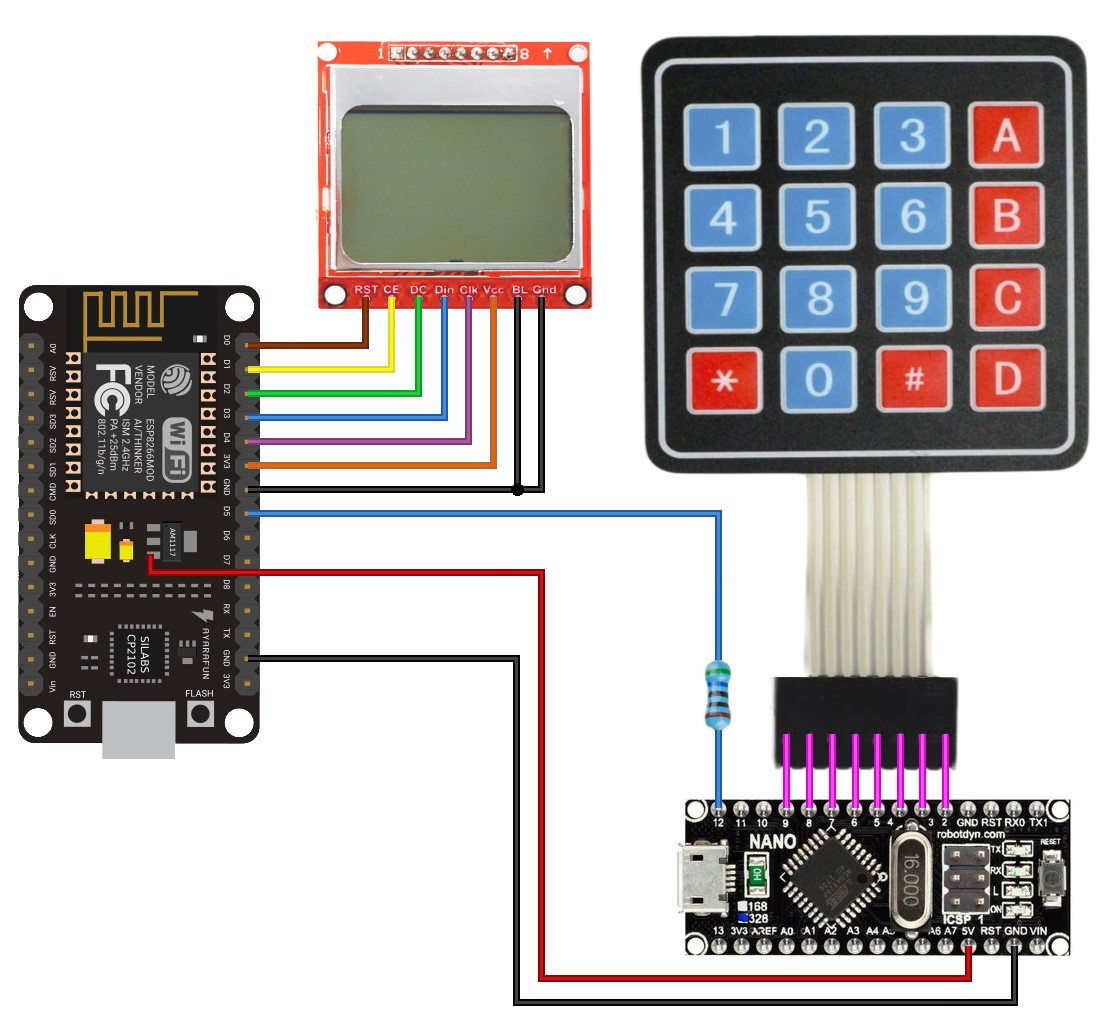 1 8 ↑
RST CE DC Din Clk Vcc BL Gnd
1 2 3 A
4 5 6 B
7 8 9 C
* 0 # D
A0
RSV
RSV
SD3
SD2
SD1
CMD
SD0
CLK
GND
3V3
EN
RST
GND
Vin
D0
D1
D2
D3
D4
3V3
GND
D5
D6
D7
D8
RX
TX
GND
3V3
FC
MODEL
VENDOR
WiFi
ESP8266MOD
AI/THINKER
ISM 2.4GHz
PA +25dBm
802.11b/g/n
AM1117
AYARAFUN
SILABS
CP2102
RST
FLASH
12 11 10 9 8 7 6 5 4 3 2 GND RST RX0 TX1
robotdyn.com
NANO
RESET
TX
RX
L
ON
16.000
168
328
ICSP 1
13 3V3 AREF A0 A1 A2 A3 A4 A5 A6 A7 5V RST GND VIN